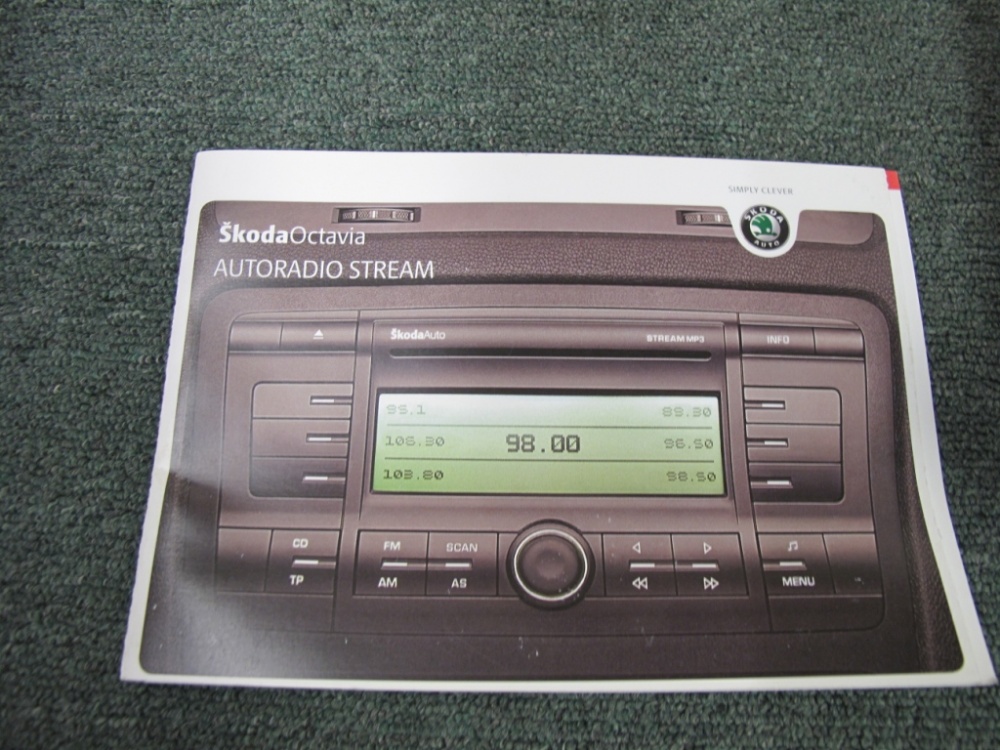 SIMPLY CLEVER
ŠKODA
AUTO
ŠkodaOctavia
AUTORADIO STREAM
ŠkodaAuto
STREAM MP3
INFO
95.1 89.30
106.30 98.00 96.50
103.80 98.50
CD FM SCAN
TP AM AS MENU